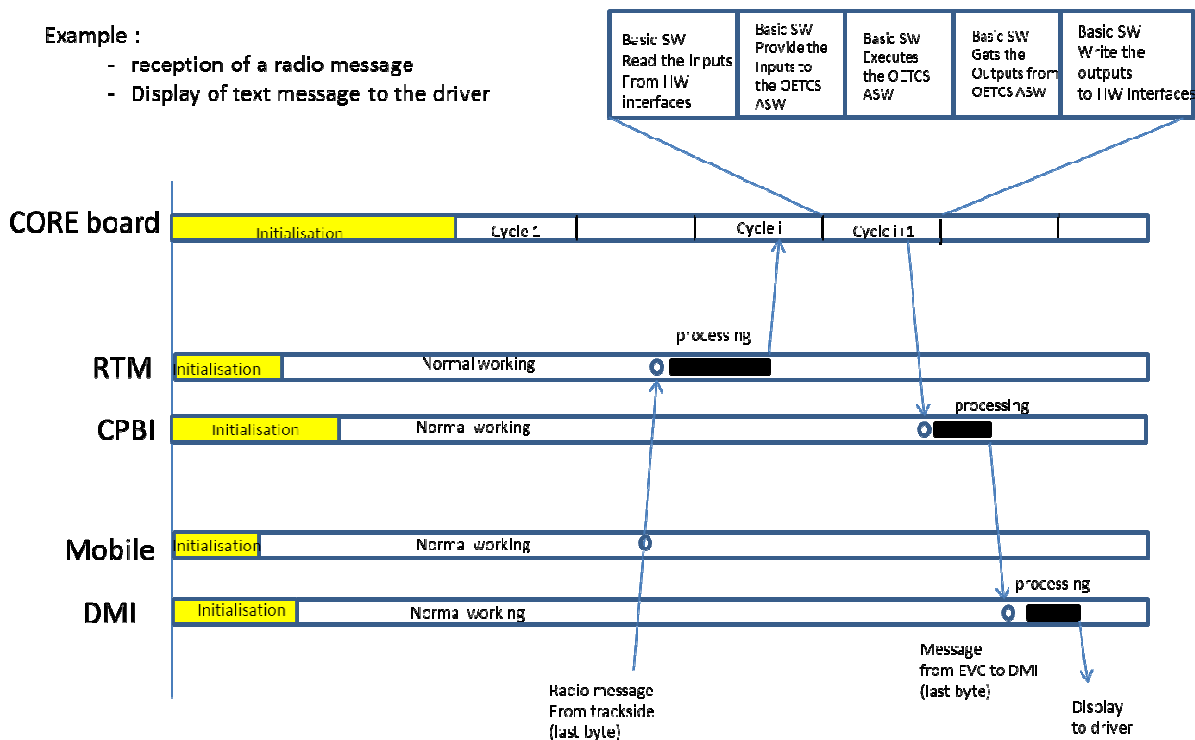 Example :
- reception of a radio message
- Display of text message to the driver
Basic SW
Read the Inputs
From HW
interfaces
Basic SW
Provide the
Inputs to
the OETCS
ASW
Basic SW
Executes
the OETCS
ASW
Basic SW
Gets the
Outputs from
OETCS ASW
Basic SW
Write the
outputs
to HW Interfaces
CORE board
Initialisation
Cycle 1
Cycle i
Cycle i+1
processing
RTM
Initialisation
Normal working
processing
CPBI
Initialisation
Normal working
Mobile
Initialisation
Normal working
processing
DMI
Initialisation
Normal working
Radio message
From trackside
(last byte)
Message
from EVC to DMI
(last byte)
Display
to driver